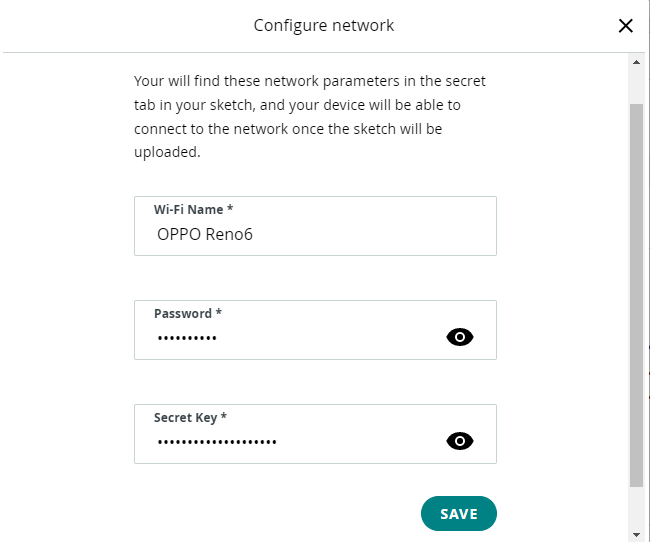 Configure network
Your will find these network parameters in the secret
tab in your sketch, and your device will be able to
connect to the network once the sketch will be
uploaded.
Wi-Fi Name *
OPPO Reno6
Password *
••••••••••
Secret Key *
••••••••••••••••••••
SAVE